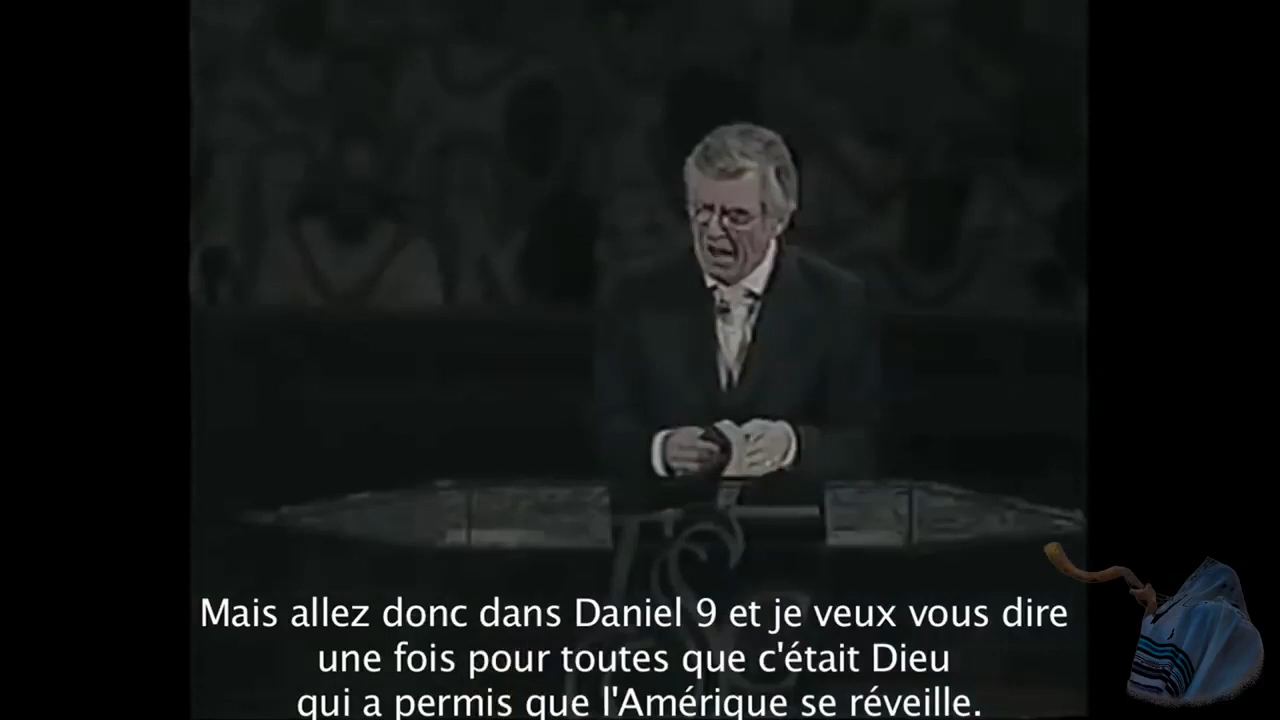 Mais allez donc dans Daniel 9 et je veux vous dire
une fois pour toutes que c'était Dieu
qui a permis que l'Amérique se réveille.